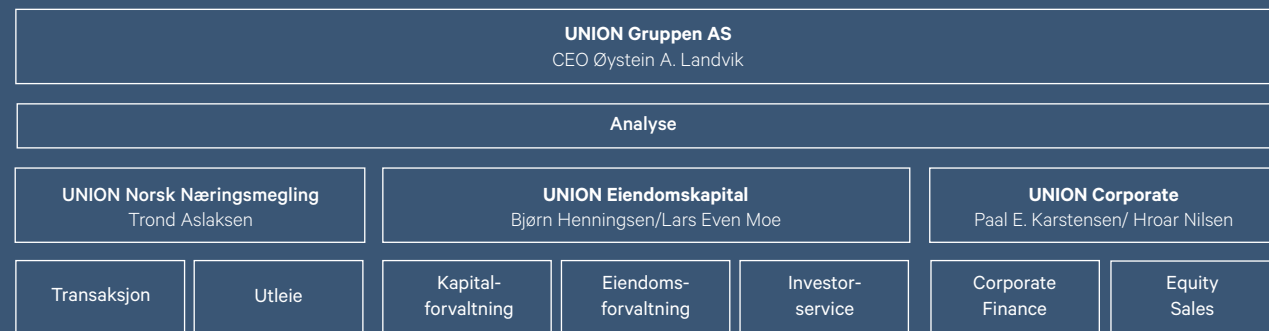 UNION Gruppen AS
CEO Øystein A. Landvik
Analyse
UNION Norsk Næringsmegling
Trond Aslaksen
UNION Eiendomskapital
Bjørn Henningsen/Lars Even Moe
UNION Corporate
Paal E. Karstensen/ Hroar Nilsen
Transaksjon
Utleie
Kapital-
forvaltning
Eiendoms-
forvaltning
Investor-
service
Corporate
Finance
Equity
Sales